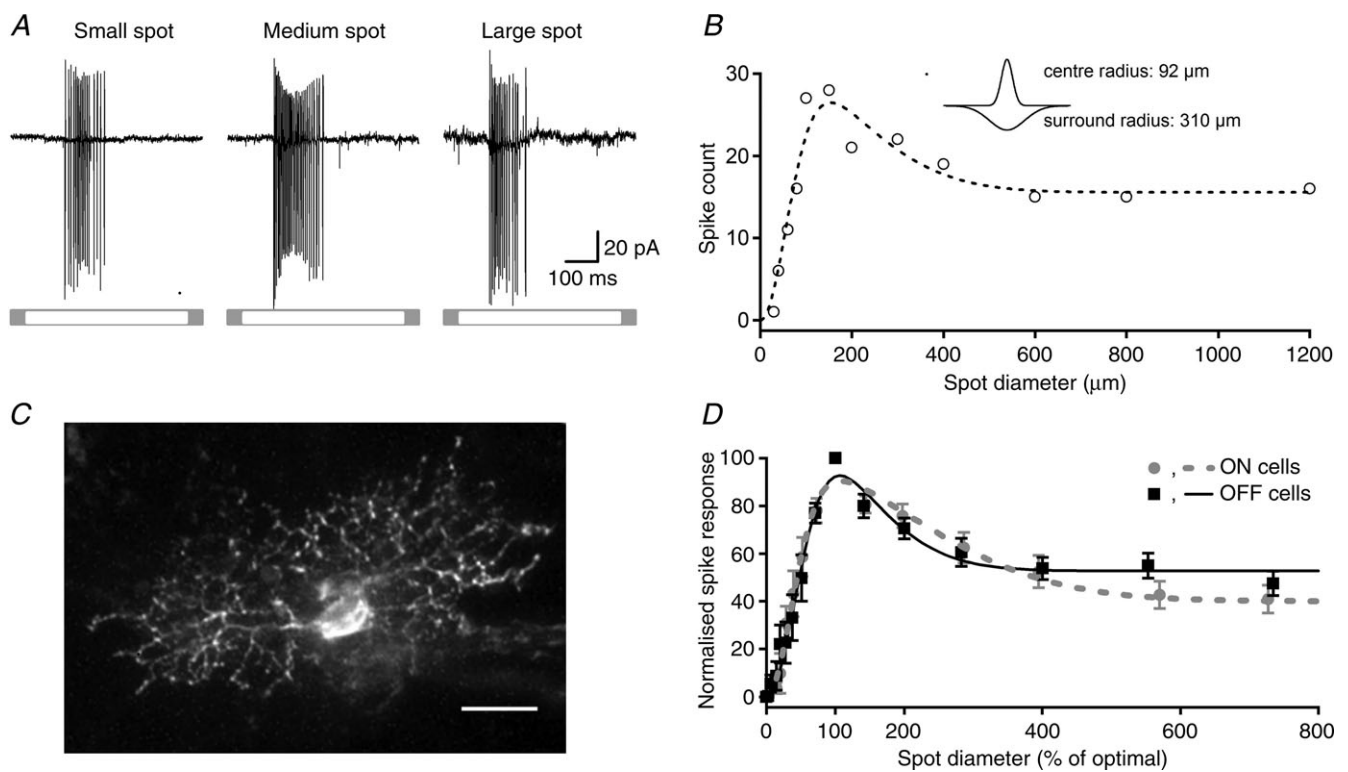 A
Small spot
Medium spot
Large spot
20 pA
100 ms
B
30
20
10
0
Spike count
0
200
400
600
800
1000
1200
Spot diameter (μm)
centre radius: 92 μm
surround radius: 310 μm
C
D
100
80
60
40
20
0
Normalised spike response
0
100
200
400
600
800
Spot diameter (% of optimal)
, ON cells
, OFF cells